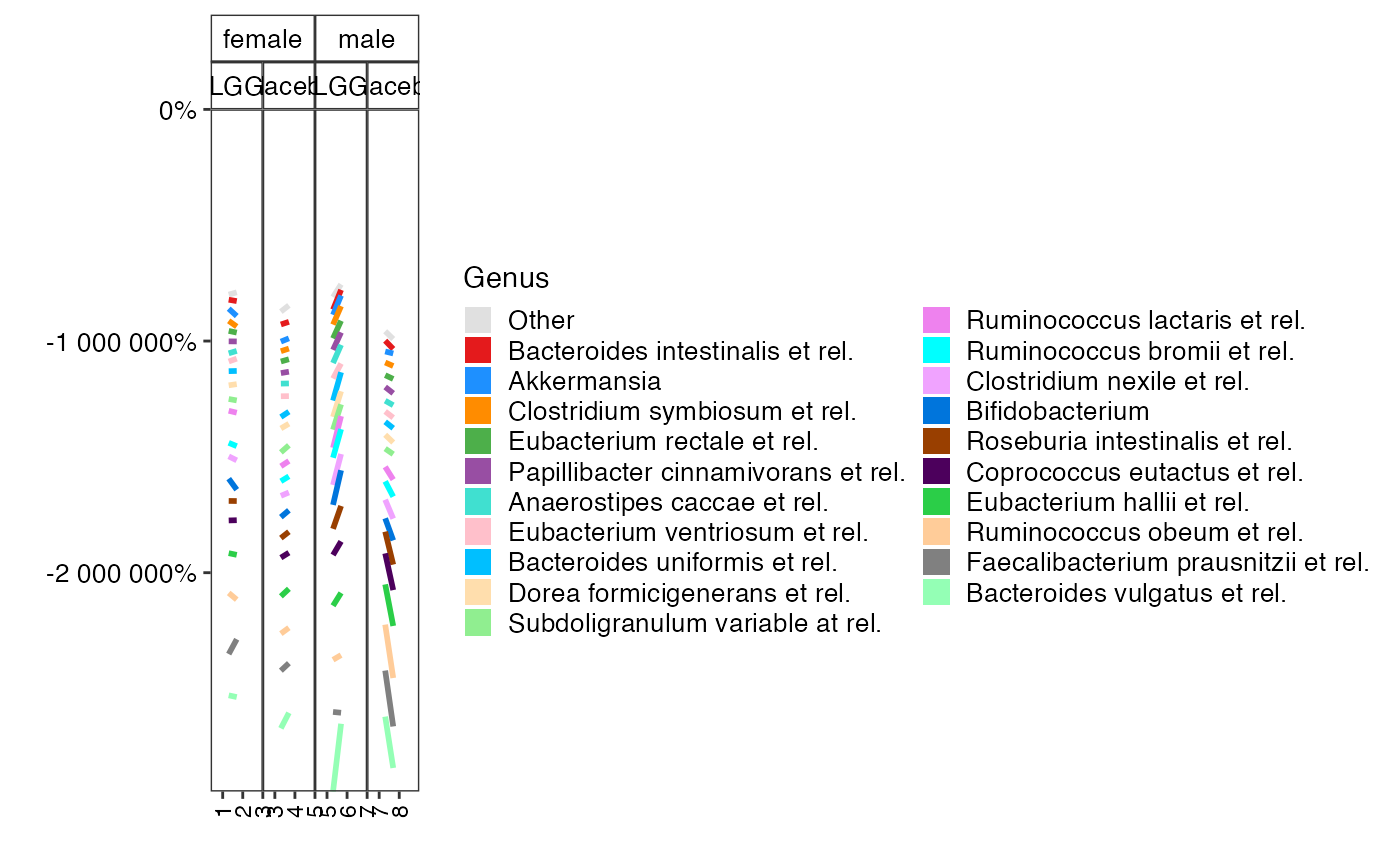 female male
LGG laceb LGG laceb
0%
-1 000 000%
-2 000 000%
1 2 3 3 4 5 5 6 7 7 8
Genus
Other
Bacteroides intestinalis et rel.
Akkermansia
Clostridium symbiosum et rel.
Eubacterium rectale et rel.
Papillibacter cinnamivorans et rel.
Anaerostipes caccae et rel.
Eubacterium ventriosum et rel.
Bacteroides uniformis et rel.
Dorea formicigenerans et rel.
Subdoligranulum variable at rel.
Ruminococcus lactaris et rel.
Ruminococcus bromii et rel.
Clostridium nexile et rel.
Bifidobacterium
Roseburia intestinalis et rel.
Coprococcus eutactus et rel.
Eubacterium hallii et rel.
Ruminococcus obeum et rel.
Faecalibacterium prausnitzii et rel.
Bacteroides vulgatus et rel.